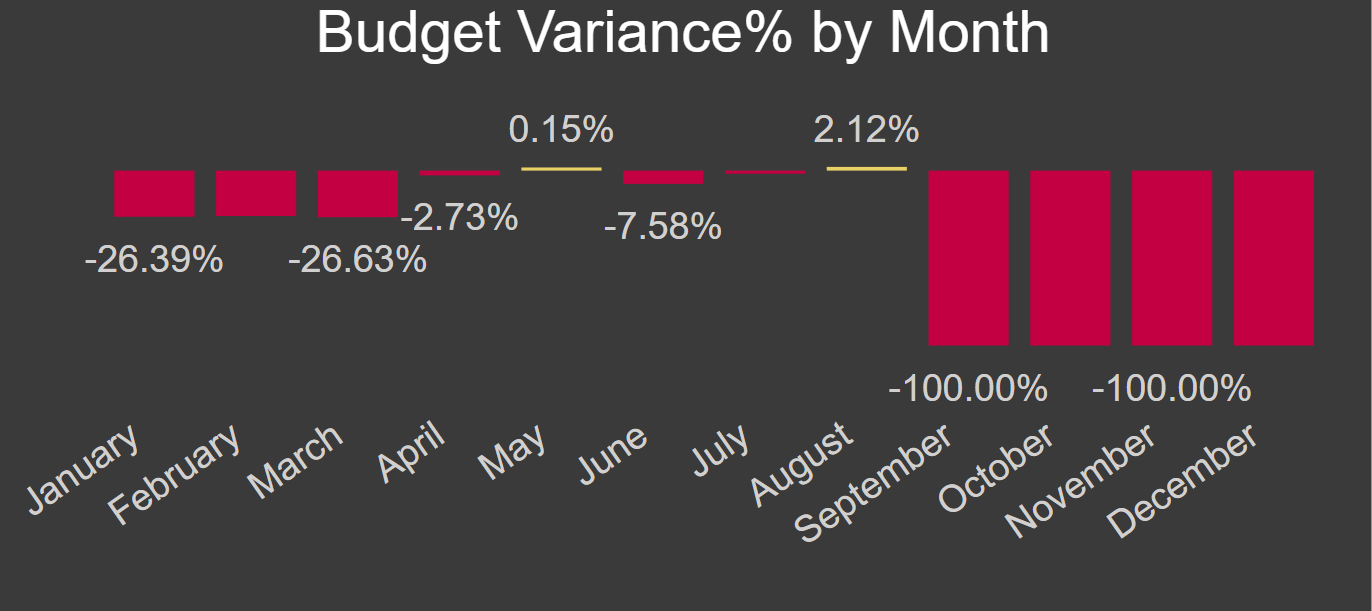 Budget Variance% by Month
0.15%
2.12%
-2.73%
-7.58%
-26.39%
-26.63%
-100.00%
-100.00%
January
February
March
April
May
June
July
August
September
October
November
December